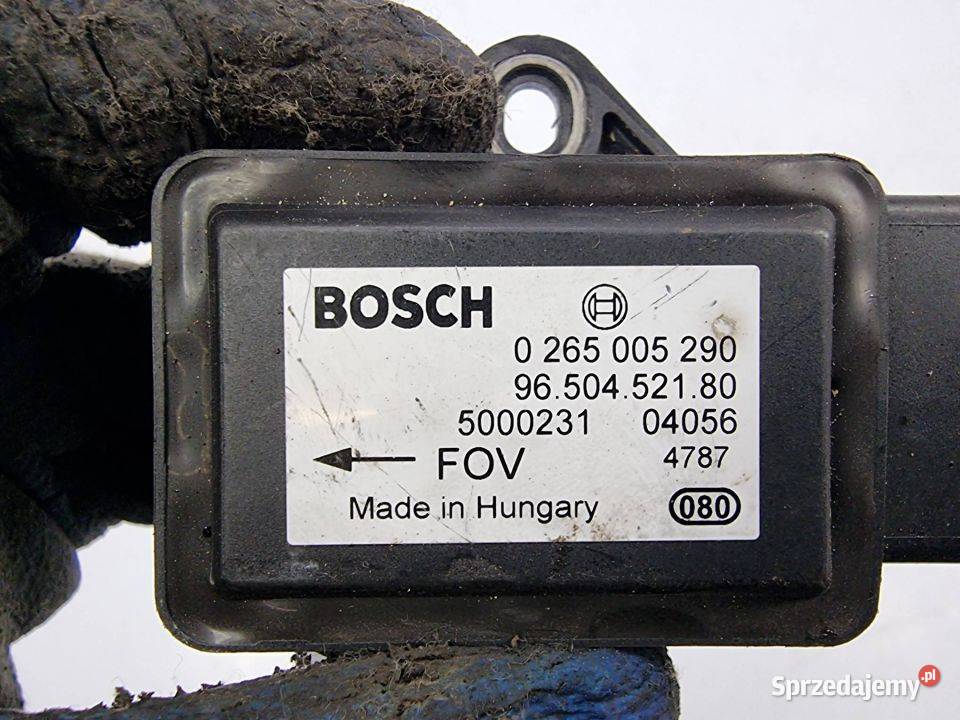 BOSCH
0 265 005 290
96.504.521.80
5000231 04056
FOV 4787
Made in Hungary 080
Sprzedajemy.pl